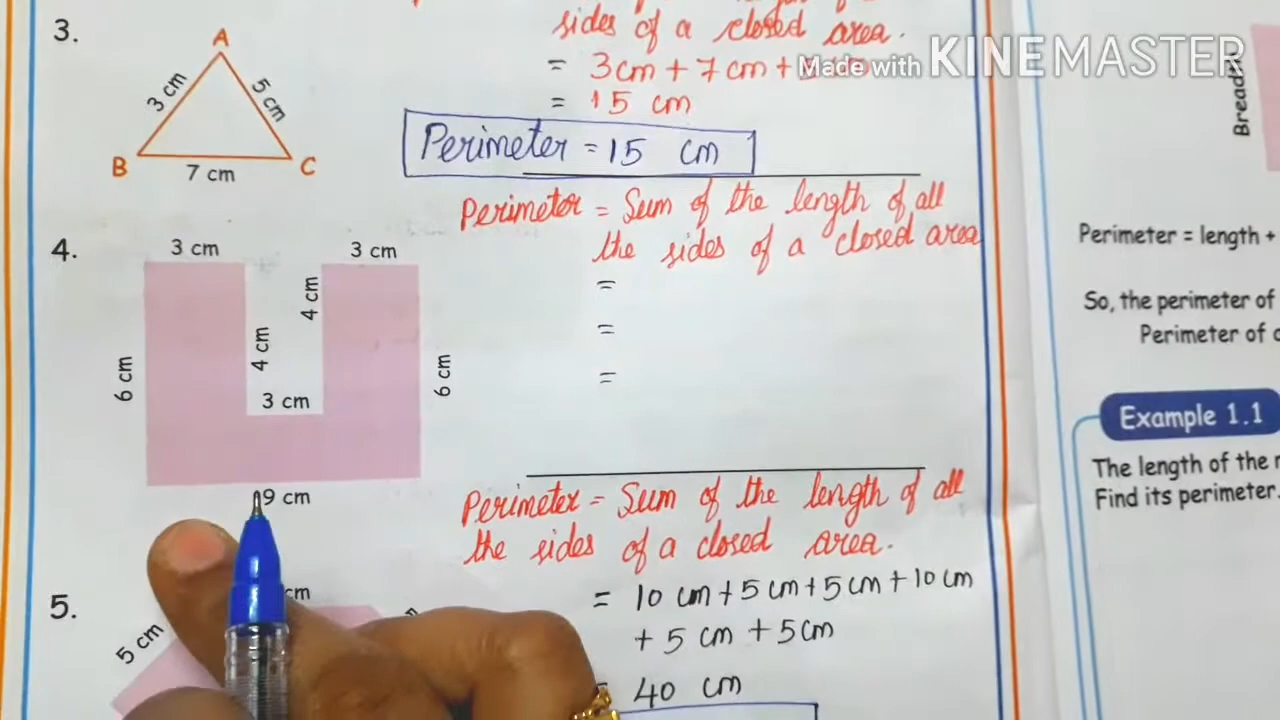 3.
A
3 cm
5 cm
B
7 cm
C
sides of a closed area.
= 3cm + 7 cm +
= 15 cm
Perimeter = 15 cm
Made with KINEMASTER
4.
3 cm
3 cm
4 cm
4 cm
6 cm
6 cm
3 cm
9 cm
Perimeter = Sum of the length of all
the sides of a closed area
=
=
=
5.
cm
5 cm
Perimeter = Sum of the length of all
the sides of a closed area.
= 10 cm + 5 cm + 5 cm + 10 cm
+ 5 cm + 5 cm
= 40 cm
Perimeter = length +
So, the perimeter of
Perimeter of
Example 1.1
The length of the
Find its perimeter.